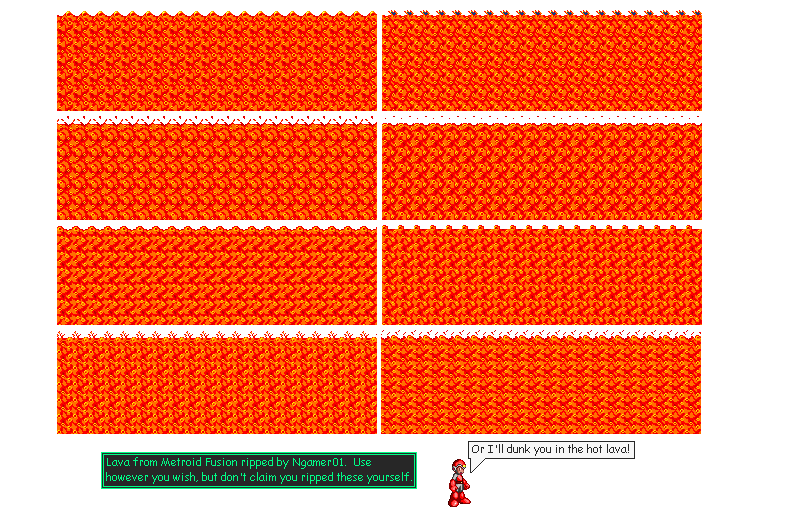 Lava from Metroid Fusion ripped by Ngamer01. Use
however you wish, but don't claim you ripped these yourself.
Or I'll dunk you in the hot lava!